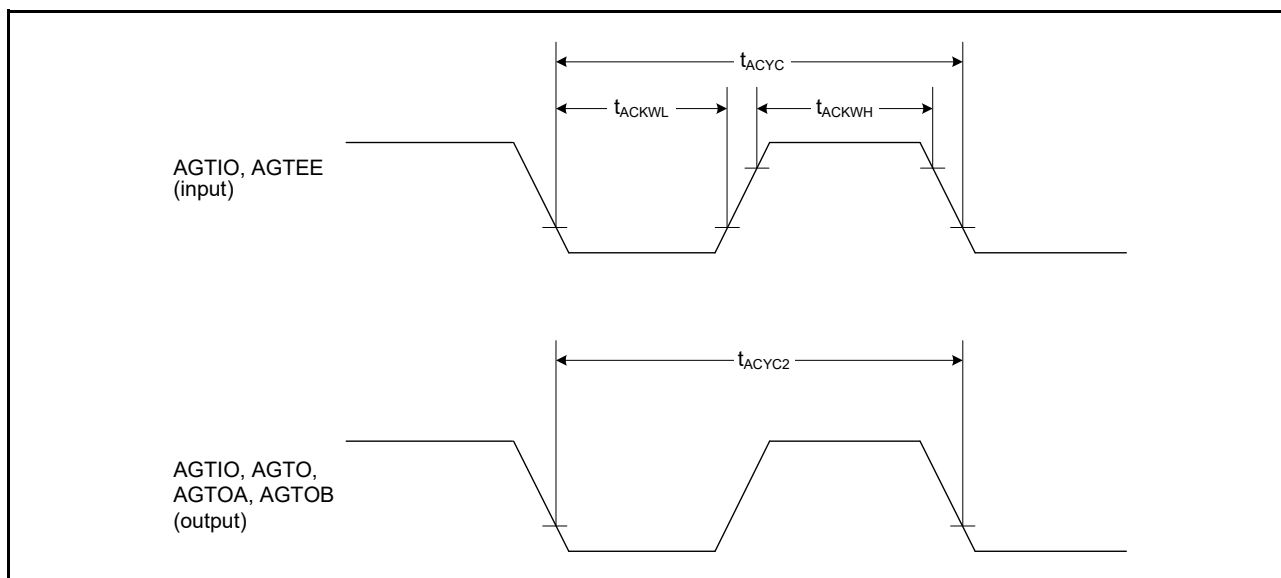 tACYC
tACKWL
tACKWH
AGTIO, AGTEE
(input)
tACYC2
AGTIO, AGTO,
AGTOA, AGTOB
(output)